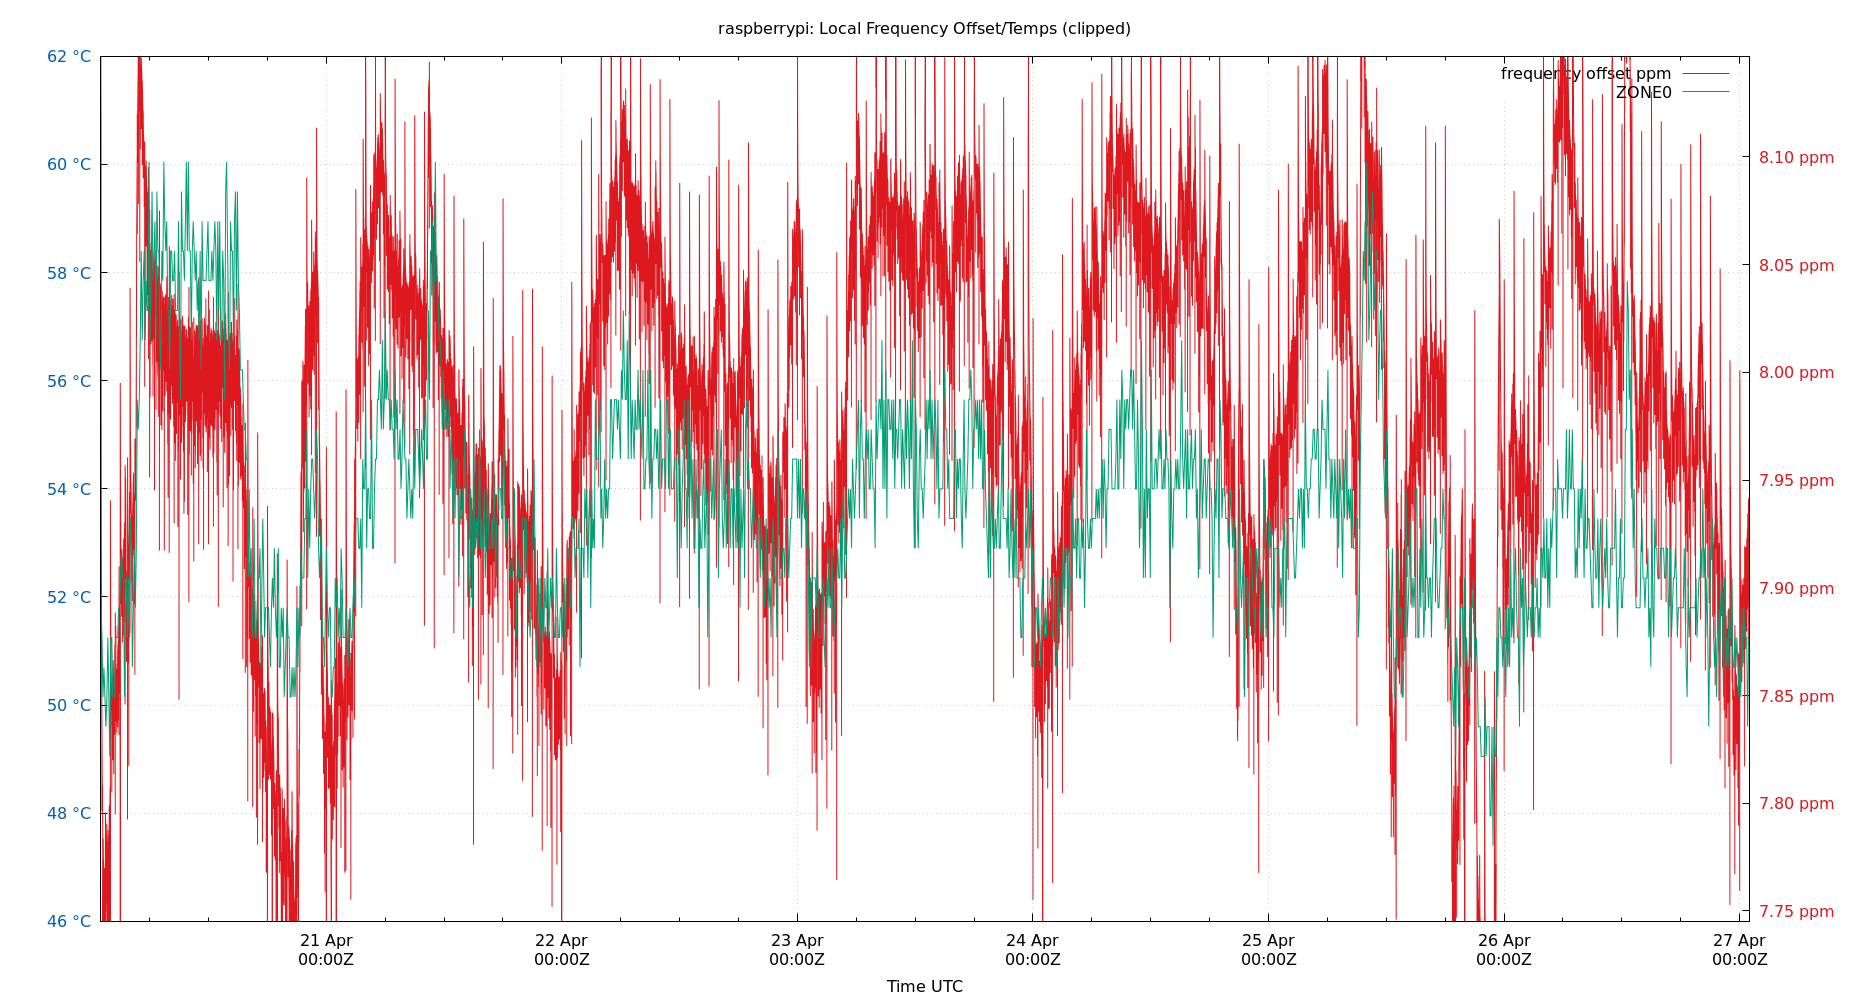 raspberrypi: Local Frequency Offset/Temps (clipped)
62 °C
60 °C
58 °C
56 °C
54 °C
52 °C
50 °C
48 °C
46 °C
frequency offset ppm
ZONE0
8.10 ppm
8.05 ppm
8.00 ppm
7.95 ppm
7.90 ppm
7.85 ppm
7.80 ppm
7.75 ppm
21 Apr
00:00Z
22 Apr
00:00Z
23 Apr
00:00Z
24 Apr
00:00Z
25 Apr
00:00Z
26 Apr
00:00Z
27 Apr
00:00Z
Time UTC